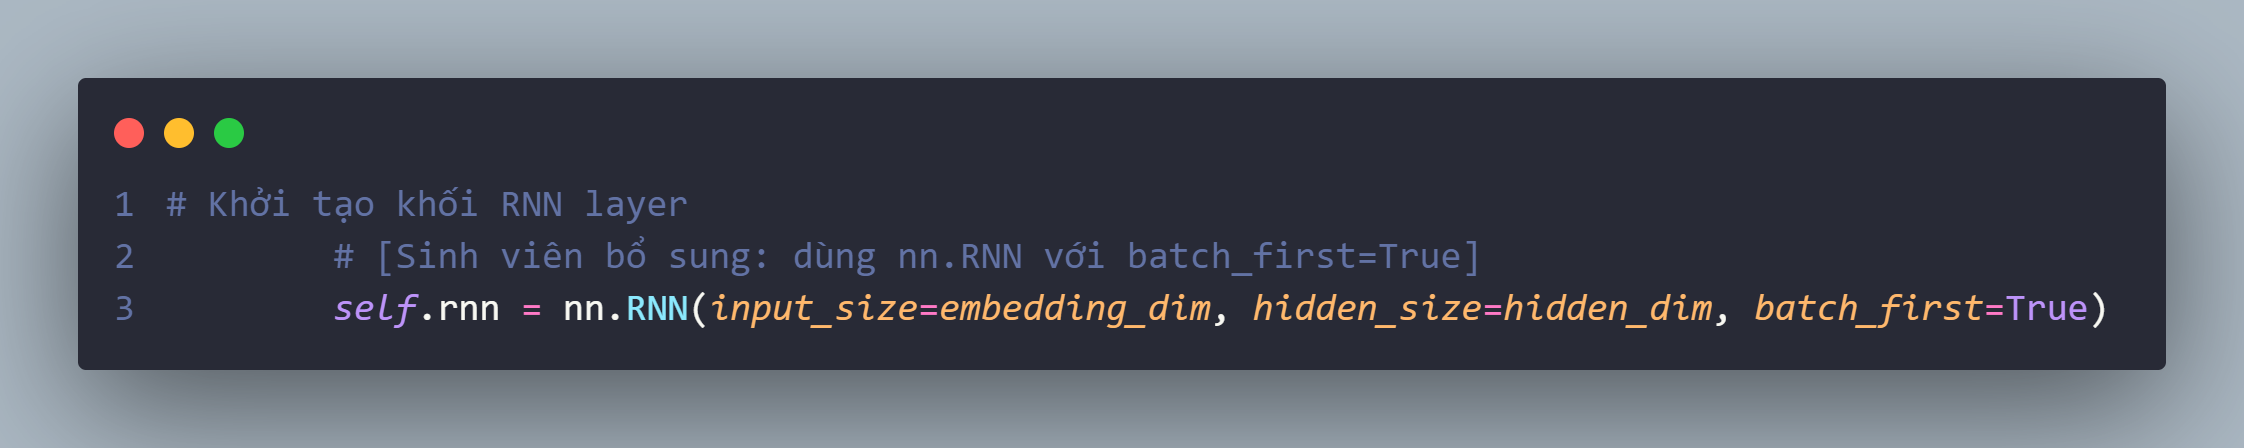 1 # Khởi tạo khối RNN layer
2         # [Sinh viên bổ sung: dùng nn.RNN với batch_first=True]
3         self.rnn = nn.RNN(input_size=embedding_dim, hidden_size=hidden_dim, batch_first=True)